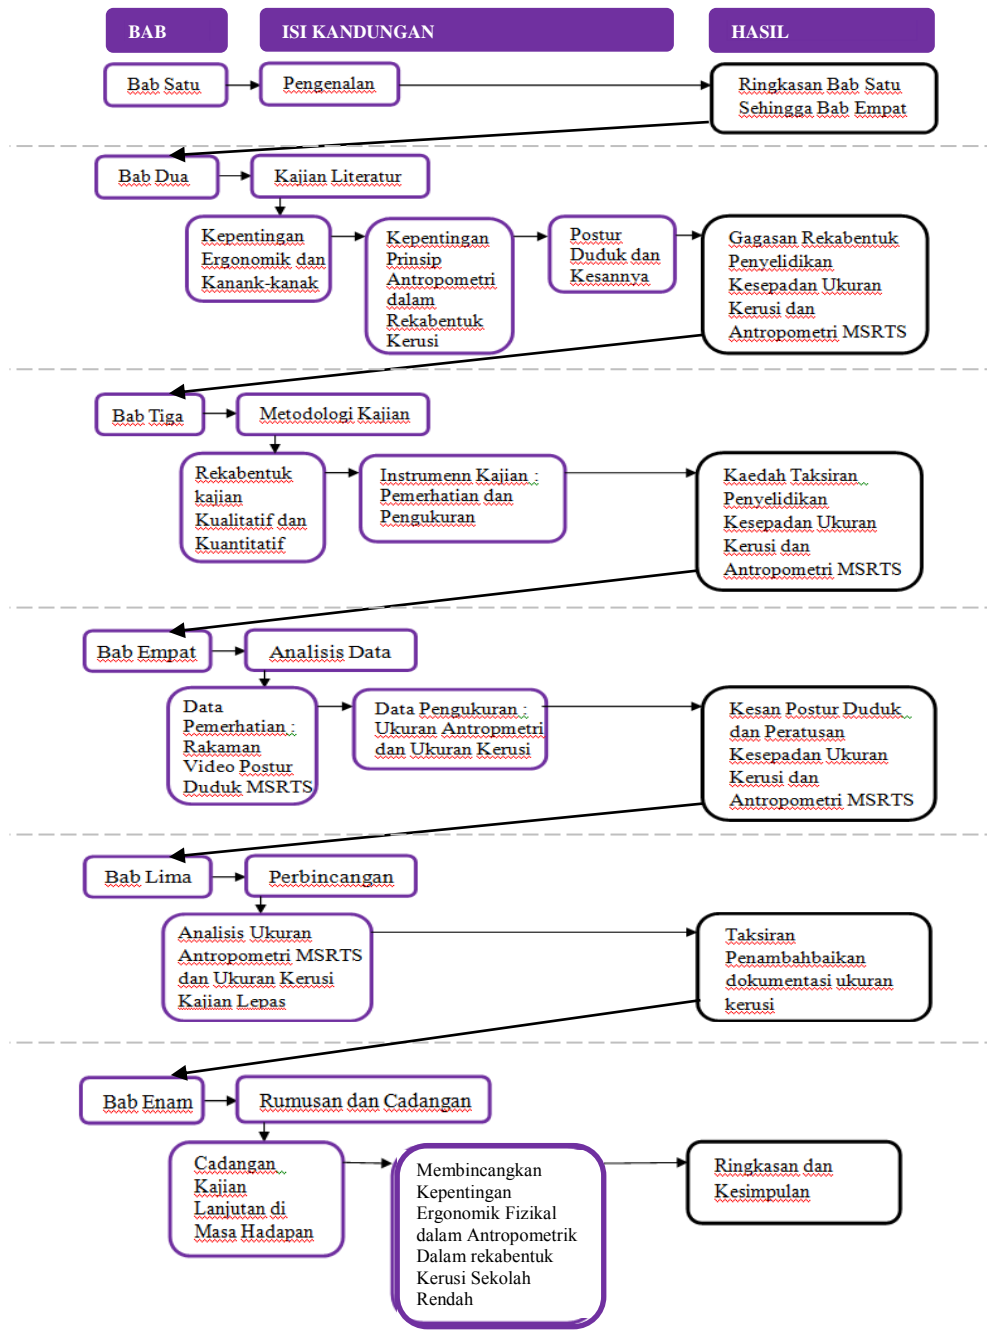 BAB
ISI KANDUNGAN
HASIL
Bab Satu
Pengenalan
Ringkasan Bab Satu
Sehingga Bab Empat
Bab Dua
Kajian Literatur
Kepentingan
Ergonomik dan
Kanank-kanak
Kepentingan
Prinsip
Antropometri
dalam
Rekabentuk
Kerusi
Postur
Duduk dan
Kesannya
Gagasan Rekabentuk
Penyelidikan
Kesepadan Ukuran
Kerusi dan
Antropometri MSRTS
Bab Tiga
Metodologi Kajian
Rekabentuk
kajian
Kualitatif dan
Kuantitatif
Instrumenn Kajian :
Pemerhatian dan
Pengukuran
Kaedah Taksiran
Penyelidikan
Kesepadan Ukuran
Kerusi dan
Antropometri MSRTS
Bab Empat
Analisis Data
Data
Pemerhatian :
Rakaman
Video Postur
Duduk MSRTS
Data Pengukuran :
Ukuran Antropmetri
dan Ukuran Kerusi
Kesan Postur Duduk
dan Peratusan
Kesepadan Ukuran
Kerusi dan
Antropometri MSRTS
Bab Lima
Perbincangan
Analisis Ukuran
Antropometri MSRTS
dan Ukuran Kerusi
Kajian Lepas
Taksiran
Penambahbaikan
dokumentasi ukuran
kerusi
Bab Enam
Rumusan dan Cadangan
Cadangan
Kajian
Lanjutan di
Masa Hadapan
Membincangkan
Kepentingan
Ergonomik Fizikal
dalam Antropometrik
Dalam rekabentuk
Kerusi Sekolah
Rendah
Ringkasan dan
Kesimpulan